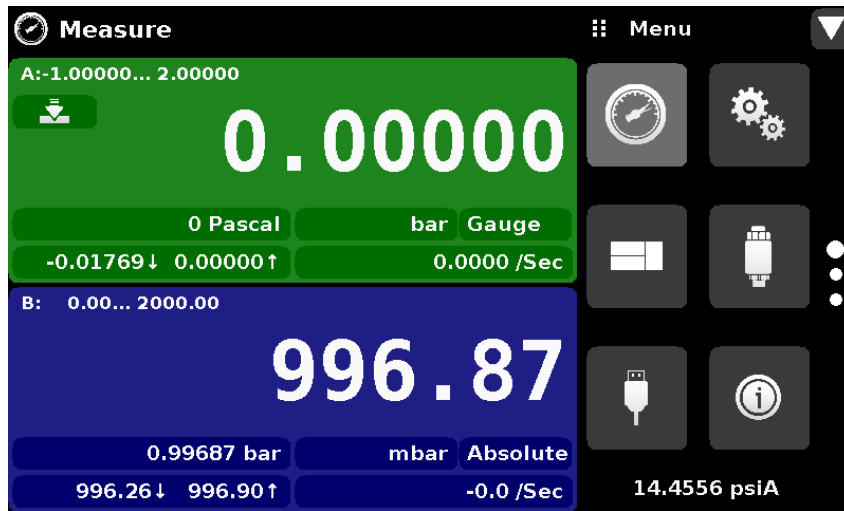 Measure
Menu
A:-1.00000... 2.00000
0.00000
0 Pascal
bar
Gauge
-0.01769↓ 0.00000↑
0.0000 /Sec
B: 0.00... 2000.00
996.87
0.99687 bar
mbar
Absolute
996.26↓ 996.90↑
-0.0 /Sec
14.4556 psiA